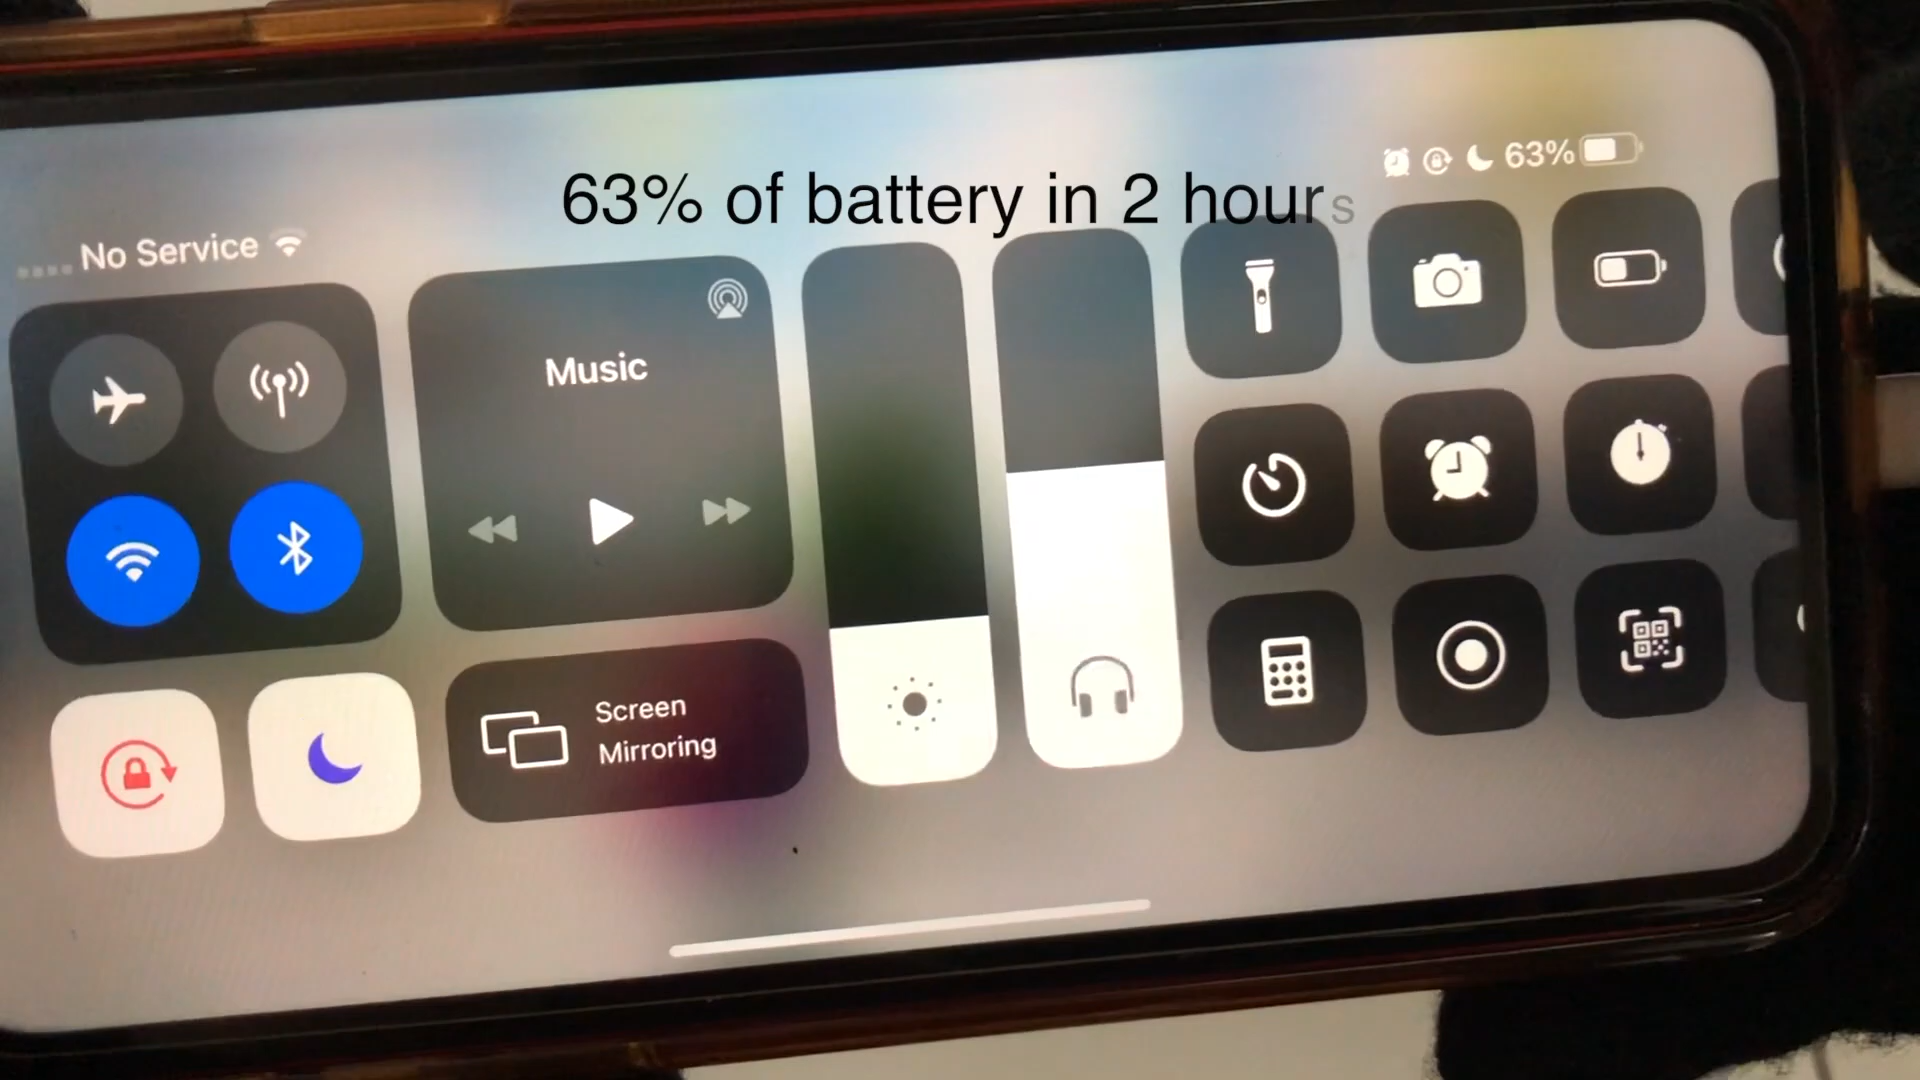 63% of battery in 2 hours
63%
No Service
Music
Screen
Mirroring